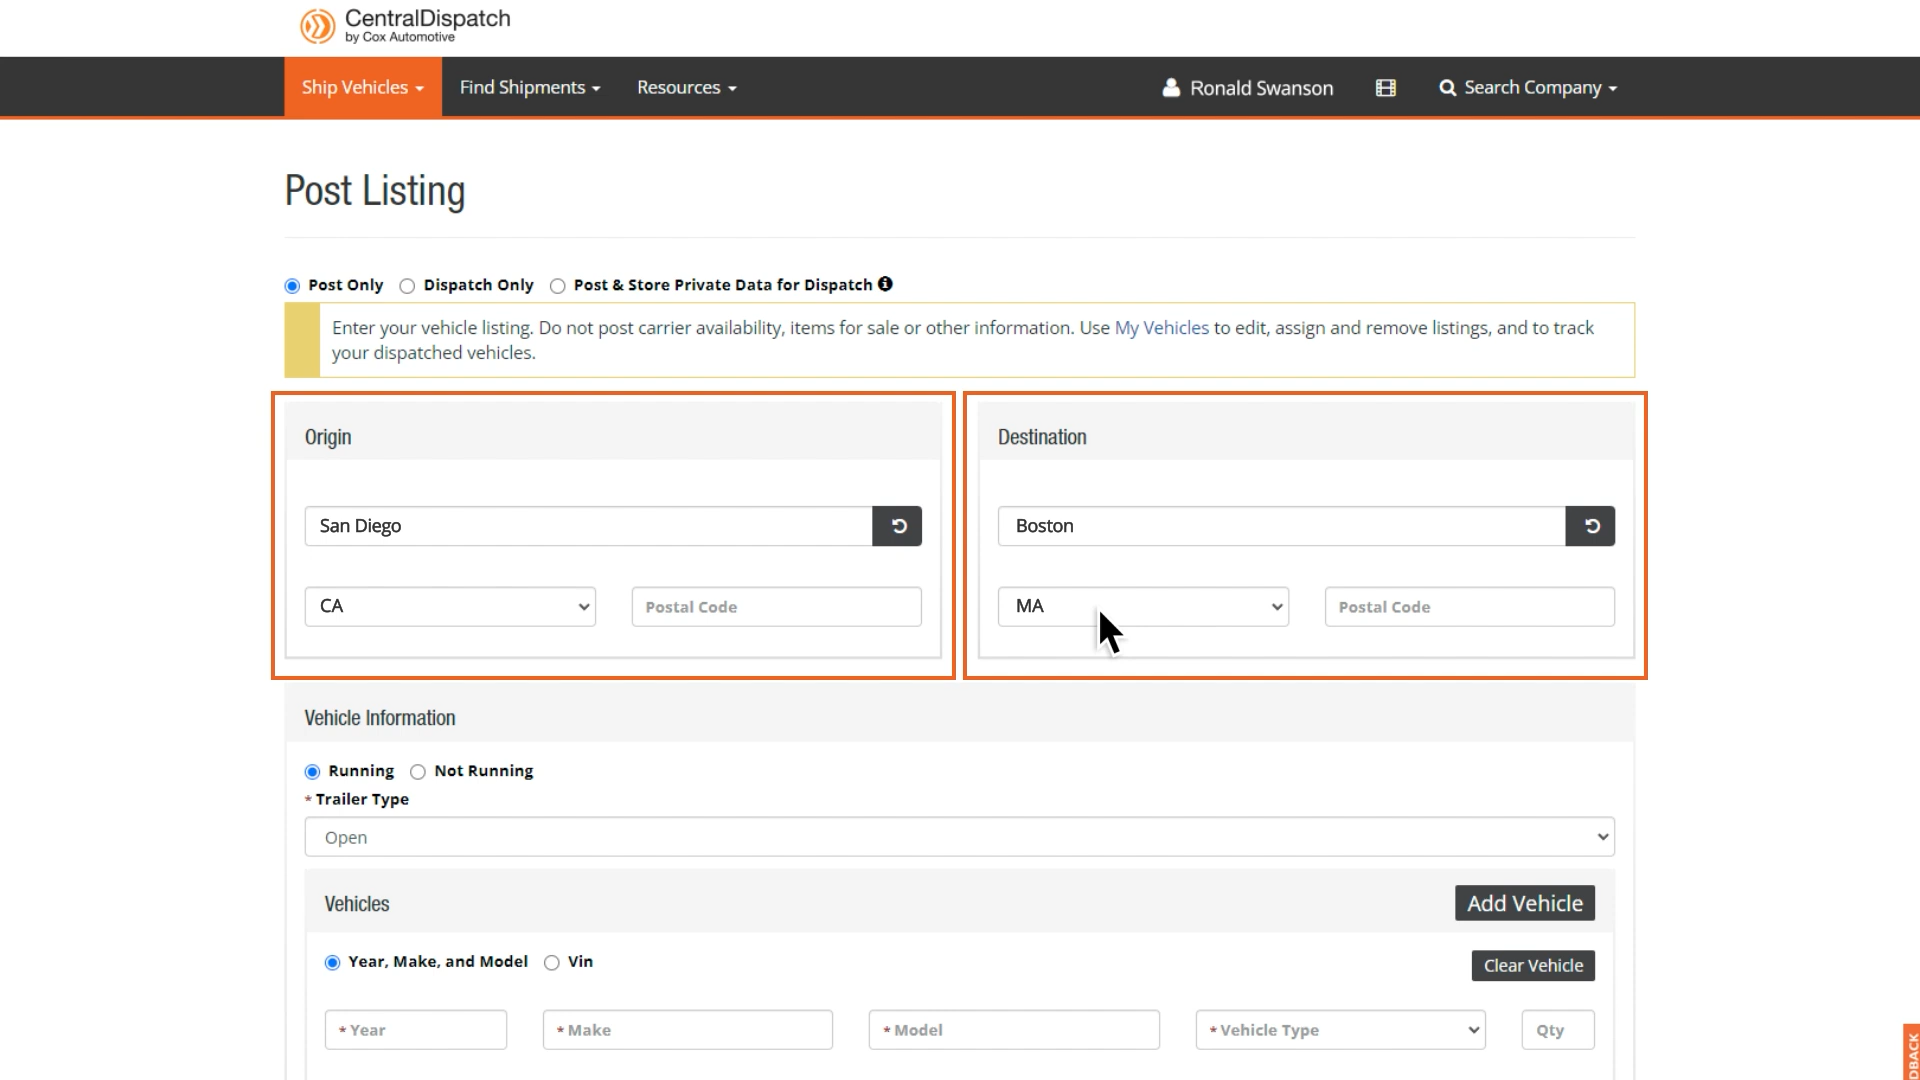 CentralDispatch
by Cox Automotive
Ship Vehicles Find Shipments Resources Ronald Swanson Search Company
Post Listing
Post Only Dispatch Only Post & Store Private Data for Dispatch
Enter your vehicle listing. Do not post carrier availability, items for sale or other information. Use My Vehicles to edit, assign and remove listings, and to track
your dispatched vehicles.
Origin
San Diego
CA Postal Code
Destination
Boston
MA Postal Code
Vehicle Information
Running Not Running
* Trailer Type
Open
Vehicles Add Vehicle
Year, Make, and Model Vin Clear Vehicle
* Year * Make * Model * Vehicle Type Qty